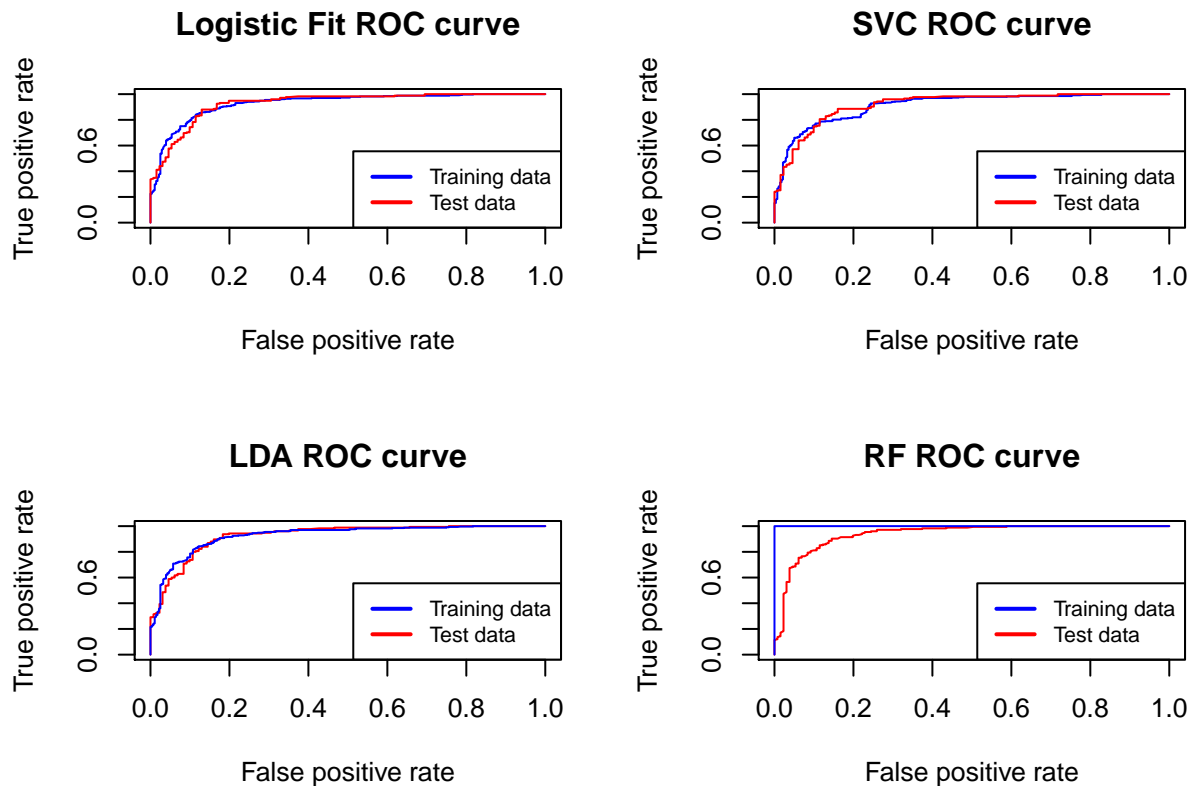 Logistic Fit ROC curve
True positive rate
0.0 0.6
Training data
Test data
0.0 0.2 0.4 0.6 0.8 1.0
False positive rate
SVC ROC curve
True positive rate
0.0 0.6
Training data
Test data
0.0 0.2 0.4 0.6 0.8 1.0
False positive rate
LDA ROC curve
True positive rate
0.0 0.6
Training data
Test data
0.0 0.2 0.4 0.6 0.8 1.0
False positive rate
RF ROC curve
True positive rate
0.0 0.6
Training data
Test data
0.0 0.2 0.4 0.6 0.8 1.0
False positive rate